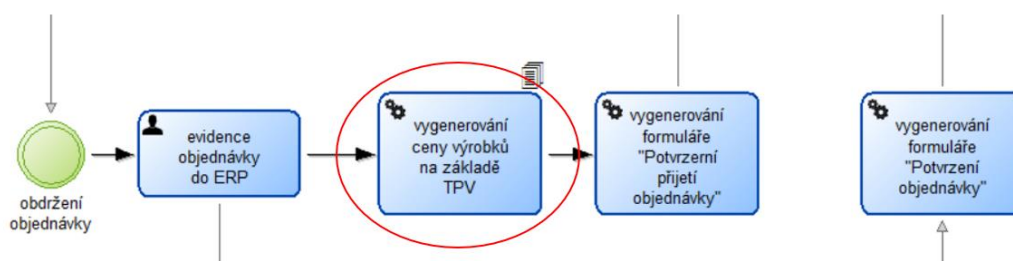 obdržení
objednávky
evidence
objednávky
do ERP
vygenerování
ceny výrobků
na základě
TPV
vygenerování
formuláře
"Potvrzerní
přijetí
objednávky"
vygenerování
formuláře
"Potvrzení
objednávky"